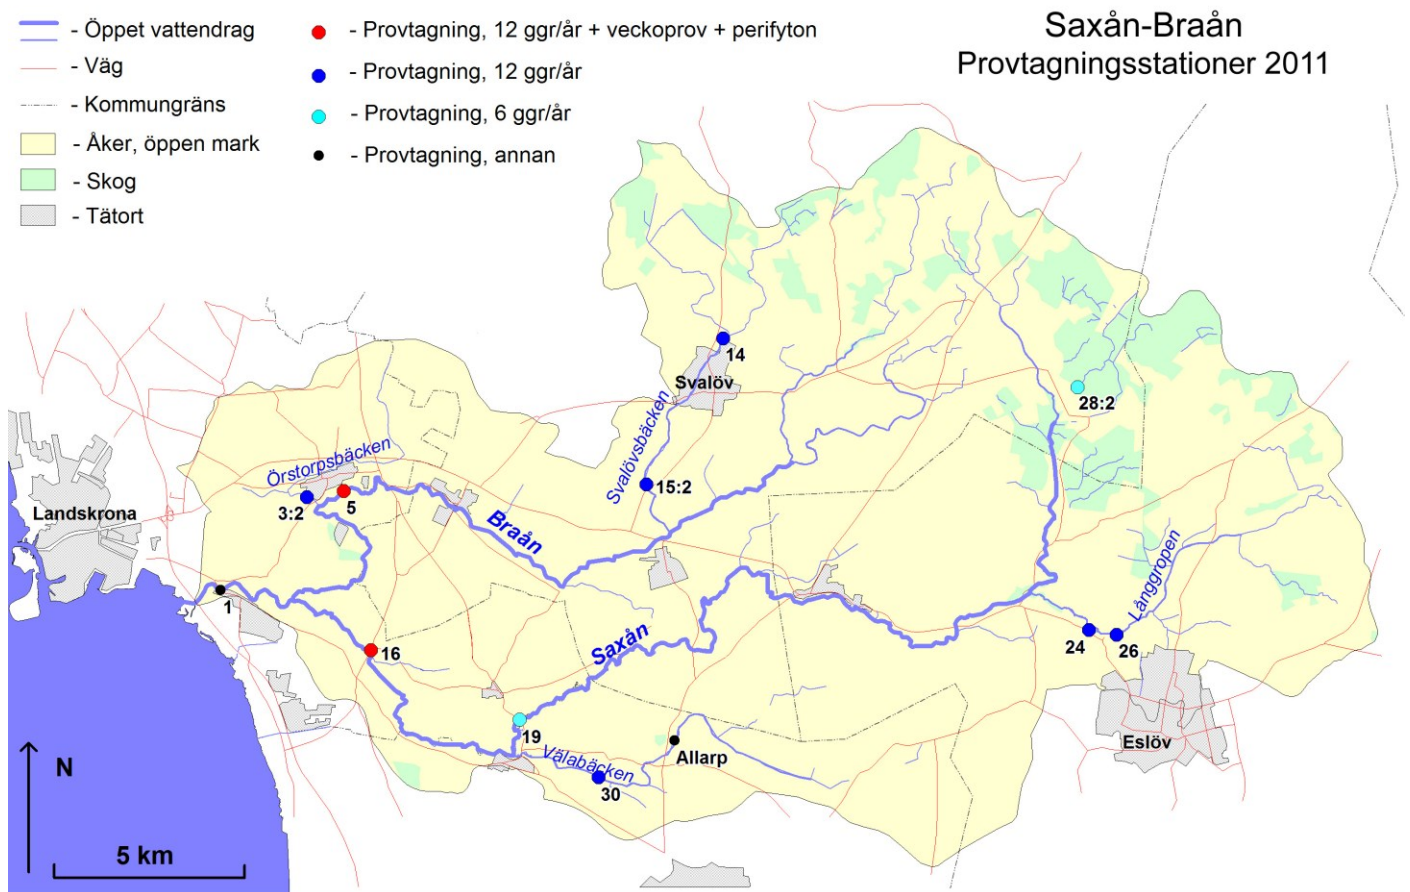 Saxån-Braån
Provtagningsstationer 2011
- Öppet vattendrag
- Väg
- Kommungräns
- Åker, öppen mark
- Skog
- Tätort
- Provtagning, 12 ggr/år + veckoprov + perifyton
- Provtagning, 12 ggr/år
- Provtagning, 6 ggr/år
- Provtagning, annan
14
Svalöv
28:2
Svalövsbäcken
Örstorpsbäcken
15:2
3:2
5
Landskrona
Braån
Långgropen
1
24
26
16
Saxån
19
Eslöv
Allarp
Välabäcken
30
N
5 km